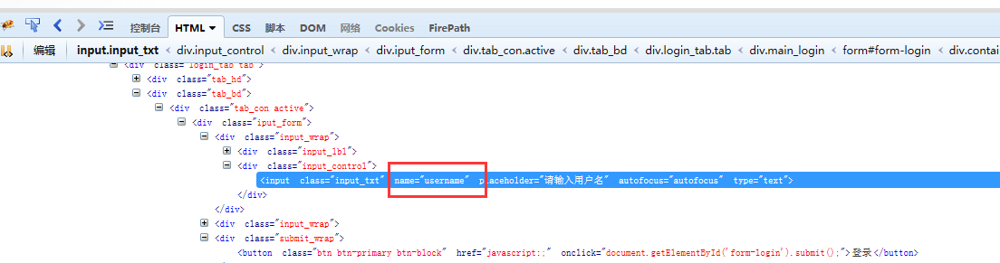 控制台 HTML CSS 脚本 DOM 网络 Cookies FirePath
编辑 input.input_txt < div.input_control < div.input_wrap < div.iput_form < div.tab_con.active < div.tab_bd < div.login_tab.tab < div.main_login < form#form-login < div.contai
<div class="login_tab tab">
<div class="tab_hd">
<div class="tab_bd">
<div class="tab_con active">
<div class="iput_form">
<div class="input_wrap">
<div class="input_lbl">
<div class="input_control">
<input class="input_txt" name="username" placeholder="请输入用户名" autofocus="autofocus" type="text">
</div>
</div>
<div class="input_wrap">
<div class="submit_wrap">
<button class="btn btn-primary btn-block" href="javascript:;" onclick="document.getElementById('form-login').submit();">登录</button>